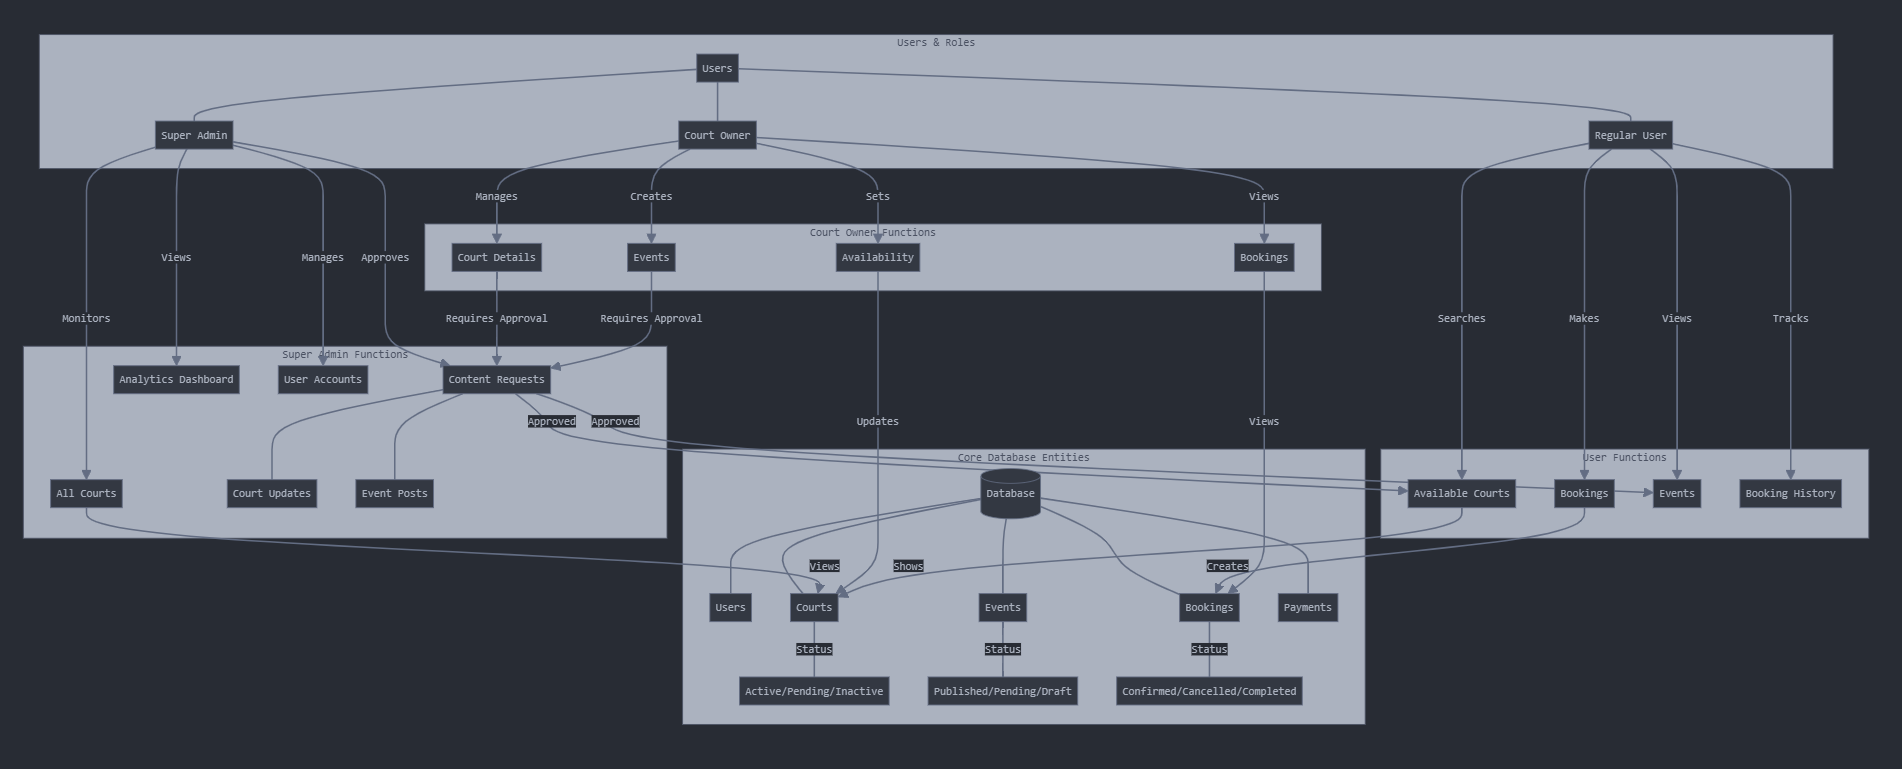 Users & Roles
Users
Super Admin
Court Owner
Regular User
Manages
Creates
Sets
Views
Court Owner Functions
Court Details
Events
Availability
Bookings
Views
Manages
Approves
Monitors
Requires Approval
Requires Approval
Searches
Makes
Views
Tracks
Super Admin Functions
Analytics Dashboard
User Accounts
Content Requests
Approved
Approved
Updates
Views
All Courts
Court Updates
Event Posts
Core Database Entities
Database
User Functions
Available Courts
Bookings
Events
Booking History
Views
Shows
Creates
Users
Courts
Events
Bookings
Payments
Status
Status
Status
Active/Pending/Inactive
Published/Pending/Draft
Confirmed/Cancelled/Completed